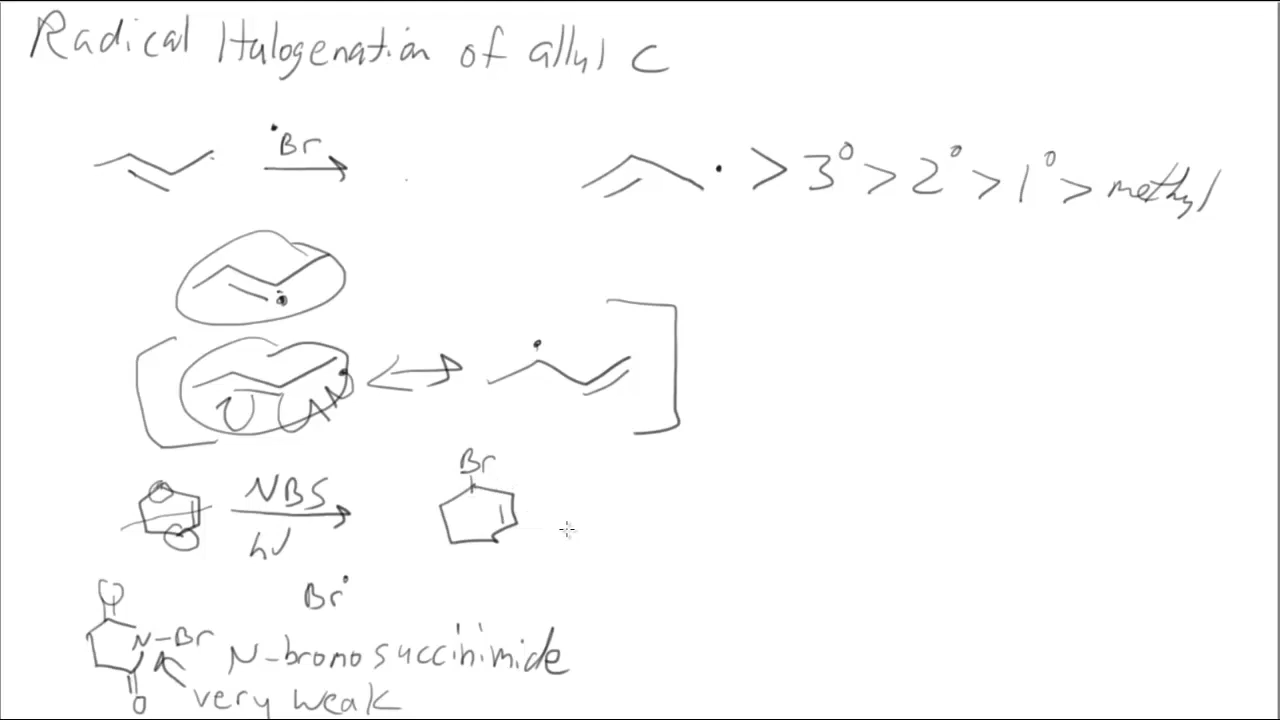 Radical Halogenation of allyl C
•Br
• > 3° > 2° > 1° > methyl
Br
NBS
hν
Br•
O
N-Br N-bromosuccinimide
very weak
O